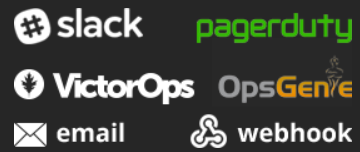 slack pagerduty
VictorOps OpsGenie
email webhook